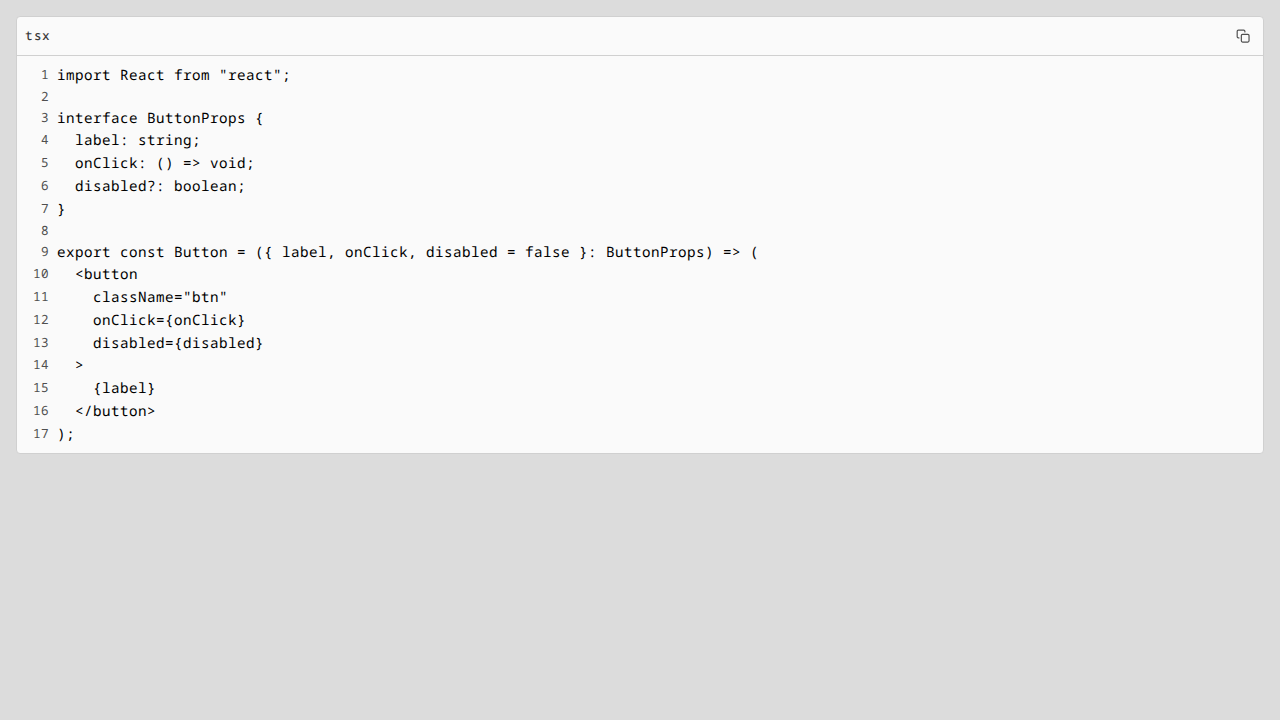 tsx
1 import React from "react";
2
3 interface ButtonProps {
4   label: string;
5   onClick: () => void;
6   disabled?: boolean;
7 }
8
9 export const Button = ({ label, onClick, disabled = false }: ButtonProps) => (
10   <button
11     className="btn"
12     onClick={onClick}
13     disabled={disabled}
14   >
15     {label}
16   </button>
17 );